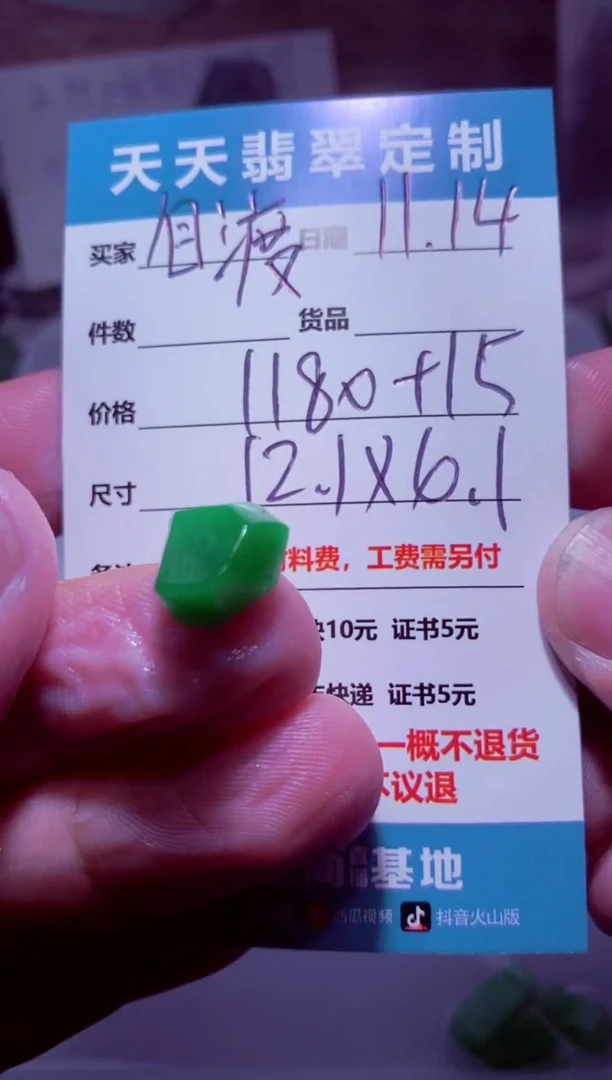 天天翡翠定制
买家 自渡 日期 11.14
件数 货品
价格 1180+15
尺寸 12.1X6.1
料费，工费需另付
10元 证书5元
快递 证书5元
一概不退货
不议退
基地
西瓜视频 抖音火山版